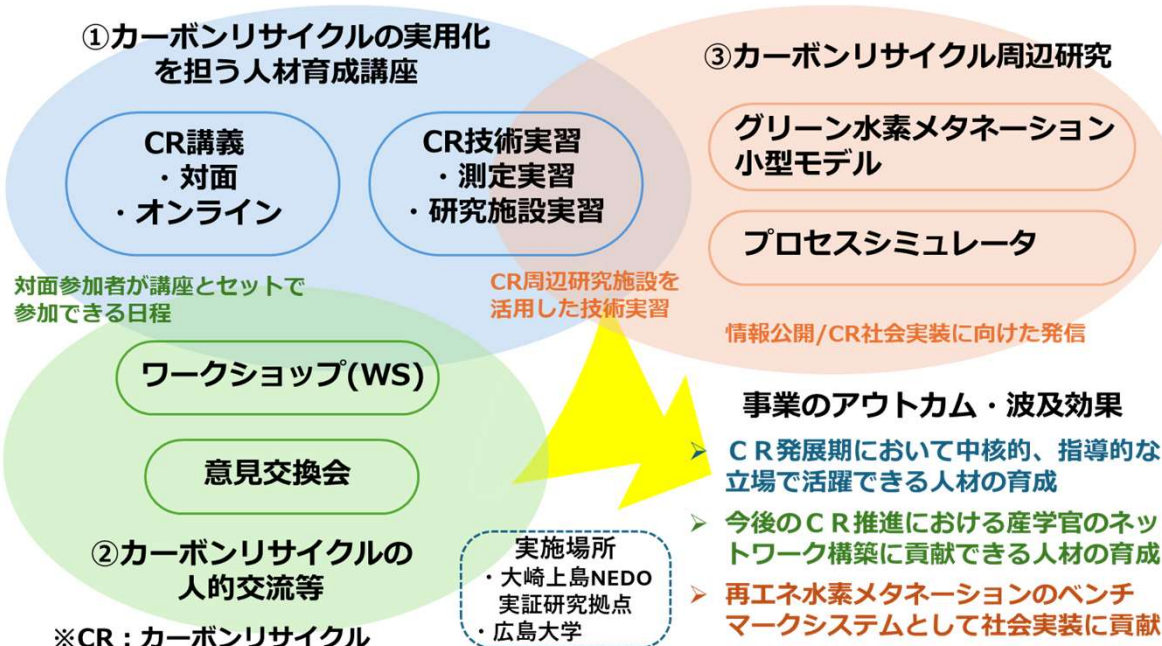 ①カーボンリサイクルの実用化
を担う人材育成講座
CR講義
・対面
・オンライン
CR技術実習
・測定実習
・研究施設実習
③カーボンリサイクル周辺研究
グリーン水素メタネーション
小型モデル
プロセスシミュレータ
対面参加者が講座とセットで
参加できる日程
CR周辺研究施設を
活用した技術実習
情報公開/CR社会実装に向けた発信
ワークショップ(WS)
意見交換会
②カーボンリサイクルの
人的交流等
※CR：カーボンリサイクル
実施場所
・大崎上島NEDO
実証研究拠点
・広島大学
事業のアウトカム・波及効果
➢ ＣＲ発展期において中核的、指導的な
立場で活躍できる人材の育成
➢ 今後のＣＲ推進における産学官のネッ
トワーク構築に貢献できる人材の育成
➢ 再エネ水素メタネーションのベンチ
マークシステムとして社会実装に貢献